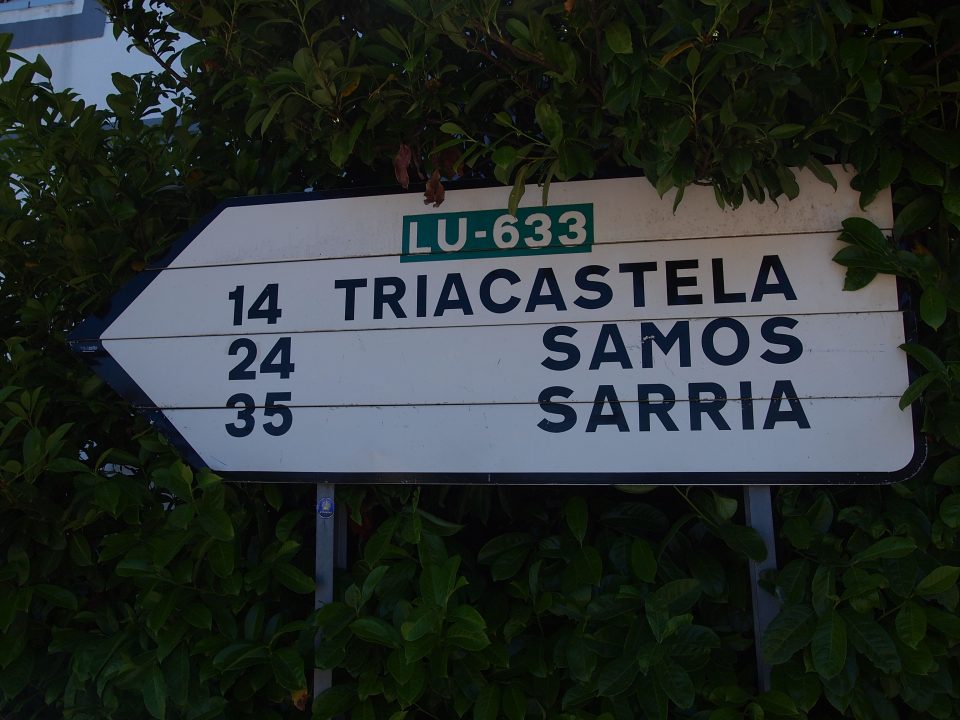 LU-633
14 TRIACASTELA
24 SAMOS
35 SARRIA